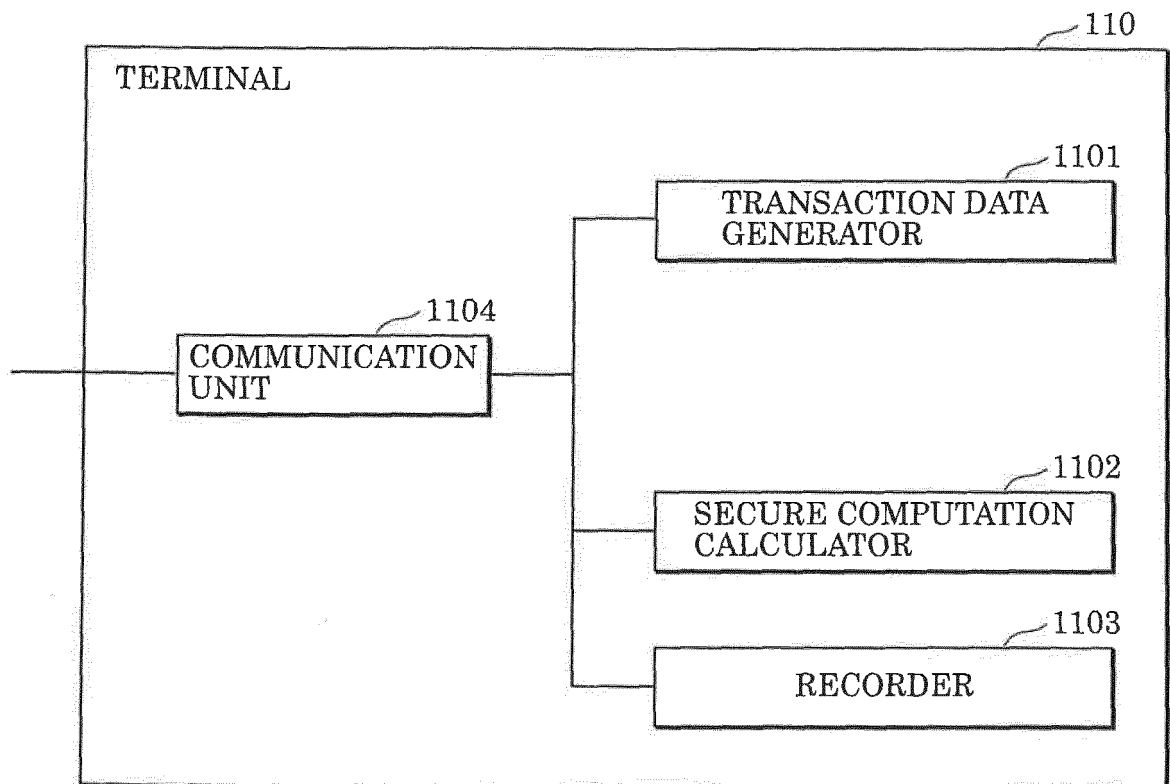 110
TERMINAL
1101
TRANSACTION DATA
GENERATOR
1104
COMMUNICATION
UNIT
1102
SECURE COMPUTATION
CALCULATOR
1103
RECORDER